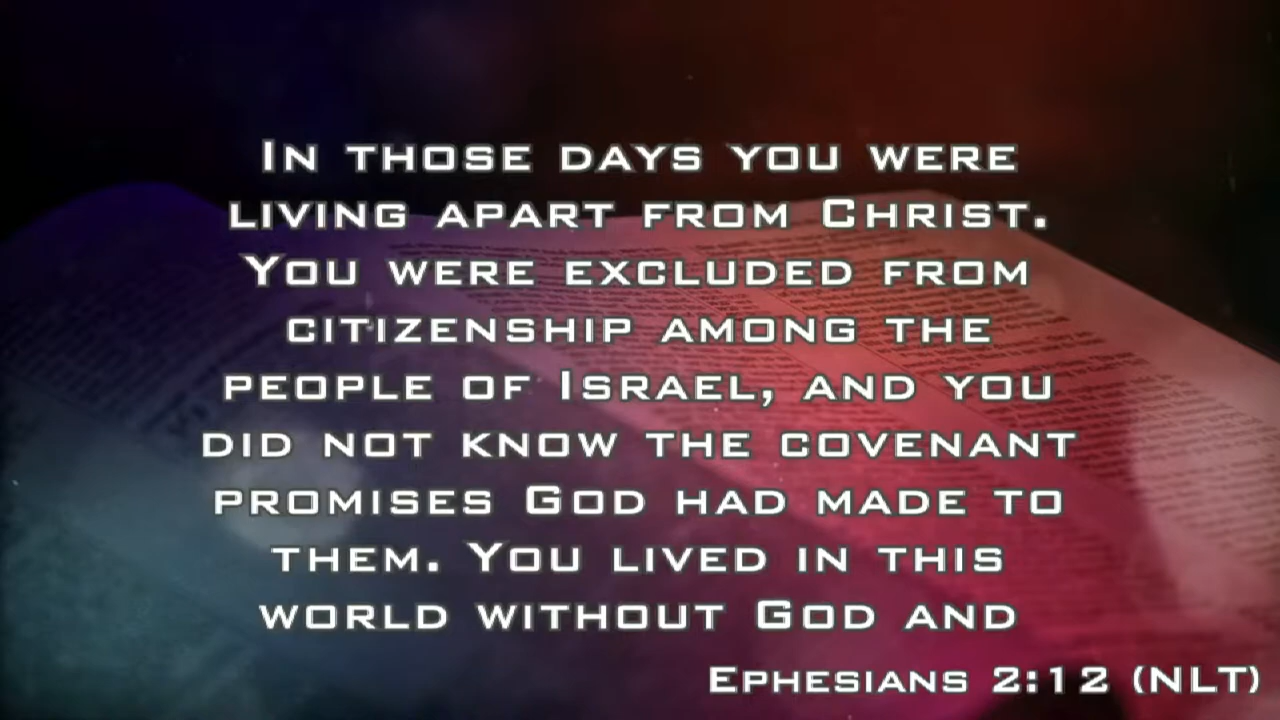 In those days you were
living apart from Christ.
You were excluded from
citizenship among the
people of Israel, and you
did not know the covenant
promises God had made to
them. You lived in this
world without God and
Ephesians 2:12 (NLT)